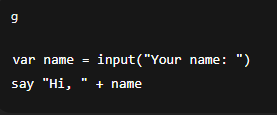 g
var name = input("Your name: ")
say "Hi, " + name